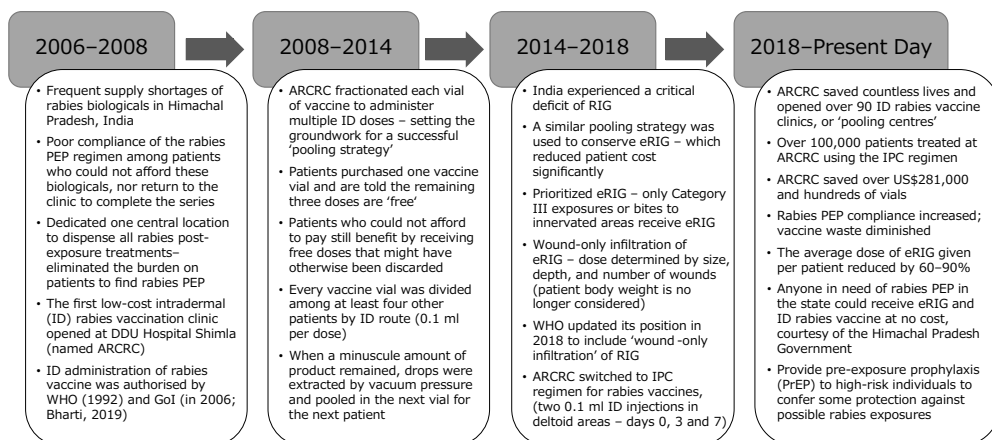 2006–2008
• Frequent supply shortages of
rabies biologicals in Himachal
Pradesh, India
• Poor compliance of the rabies
PEP regimen among patients
who could not afford these
biologicals, nor return to the
clinic to complete the series
• Dedicated one central location
to dispense all rabies post-
exposure treatments–
eliminated the burden on
patients to find rabies PEP
• The first low-cost intradermal
(ID) rabies vaccination clinic
opened at DDU Hospital Shimla
(named ARCRC)
• ID administration of rabies
vaccine was authorised by
WHO (1992) and GoI (in 2006;
Bharti, 2019)
2008–2014
• ARCRC fractionated each vial
of vaccine to administer
multiple ID doses – setting the
groundwork for a successful
‘pooling strategy’
• Patients purchased one vaccine
vial and are told the remaining
three doses are ‘free‘
• Patients who could not afford
to pay still benefit by receiving
free doses that might have
otherwise been discarded
• Every vaccine vial was divided
among at least four other
patients by ID route (0.1 ml
per dose)
• When a minuscule amount of
product remained, drops were
extracted by vacuum pressure
and pooled in the next vial for
the next patient
2014–2018
• India experienced a critical
deficit of RIG
• A similar pooling strategy was
used to conserve eRIG – which
reduced patient cost
significantly
• Prioritized eRIG – only Category
III exposures or bites to
innervated areas receive eRIG
• Wound-only infiltration of
eRIG – dose determined by size,
depth, and number of wounds
(patient body weight is no
longer considered)
• WHO updated its position in
2018 to include ‘wound -only
infiltration’ of RIG
• ARCRC switched to IPC
regimen for rabies vaccines,
(two 0.1 ml ID injections in
deltoid areas – days 0, 3 and 7)
2018–Present Day
• ARCRC saved countless lives and
opened over 90 ID rabies vaccine
clinics, or ‘pooling centres’
• Over 100,000 patients treated at
ARCRC using the IPC regimen
• ARCRC saved over US$281,000
and hundreds of vials
• Rabies PEP compliance increased;
vaccine waste diminished
• The average dose of eRIG given
per patient reduced by 60–90%
• Anyone in need of rabies PEP in
the state could receive eRIG and
ID rabies vaccine at no cost,
courtesy of the Himachal Pradesh
Government
• Provide pre-exposure prophylaxis
(PrEP) to high-risk individuals to
confer some protection against
possible rabies exposures